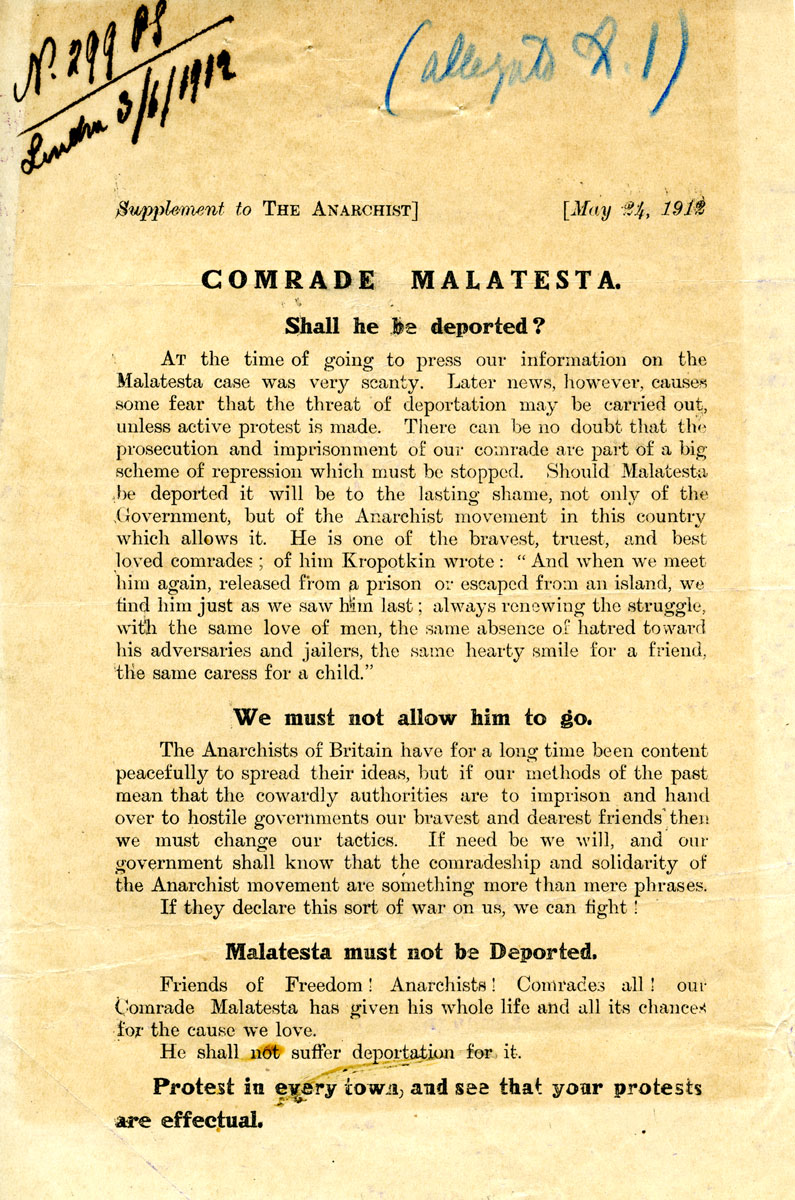 N. 299 PS
Londra 3/6/1912
(allegato N. 1)
Supplement to THE ANARCHIST]
[May 24, 1912
COMRADE MALATESTA.
Shall he be deported?
AT the time of going to press our information on the
Malatesta case was very scanty. Later news, however, causes
some fear that the threat of deportation may be carried out,
unless active protest is made. There can be no doubt that the
prosecution and imprisonment of our comrade are part of a big
scheme of repression which must be stopped. Should Malatesta
be deported it will be to the lasting shame, not only of the
Government, but of the Anarchist movement in this country
which allows it. He is one of the bravest, truest, and best
loved comrades; of him Kropotkin wrote: "And when we meet
him again, released from a prison or escaped from an island, we
find him just as we saw him last; always renewing the struggle,
with the same love of men, the same absence of hatred toward
his adversaries and jailers, the same hearty smile for a friend,
the same caress for a child."
We must not allow him to go.
The Anarchists of Britain have for a long time been content
peacefully to spread their ideas, but if our methods of the past
mean that the cowardly authorities are to imprison and hand
over to hostile governments our bravest and dearest friends then
we must change our tactics. If need be we will, and our
government shall know that the comradeship and solidarity of
the Anarchist movement are something more than mere phrases.
If they declare this sort of war on us, we can fight!
Malatesta must not be Deported.
Friends of Freedom! Anarchists! Comrades all! our
Comrade Malatesta has given his whole life and all its chances
for the cause we love.
He shall not suffer deportation for it.
Protest in every town, and see that your protests
are effectual.